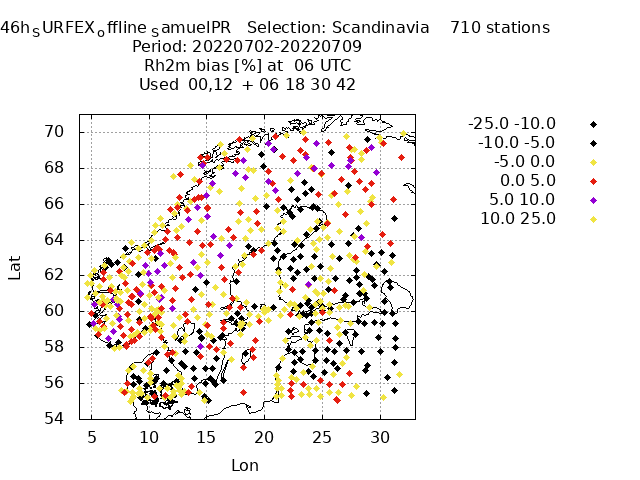 46hSURFEXoffline SamuelPR   Selection: Scandinavia    710 stations
Period: 20220702-20220709
Rh2m bias [%] at  06 UTC
Used  00,12  + 06 18 30 42
-25.0 -10.0
-10.0 -5.0
-5.0 0.0
0.0 5.0
5.0 10.0
10.0 25.0
70
68
66
64
62
60
58
56
54
Lat
5 10 15 20 25 30
Lon